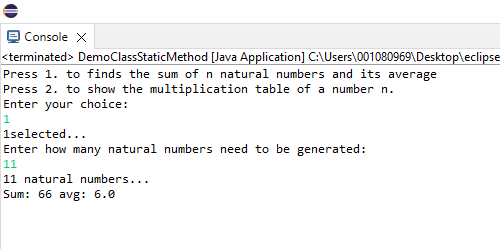 Console
<terminated> DemoClassStaticMethod [Java Application] C:\Users\001080969\Desktop\eclipse
Press 1. to finds the sum of n natural numbers and its average
Press 2. to show the multiplication table of a number n.
Enter your choice:
1
1selected...
Enter how many natural numbers need to be generated:
11
11 natural numbers...
Sum: 66 avg: 6.0